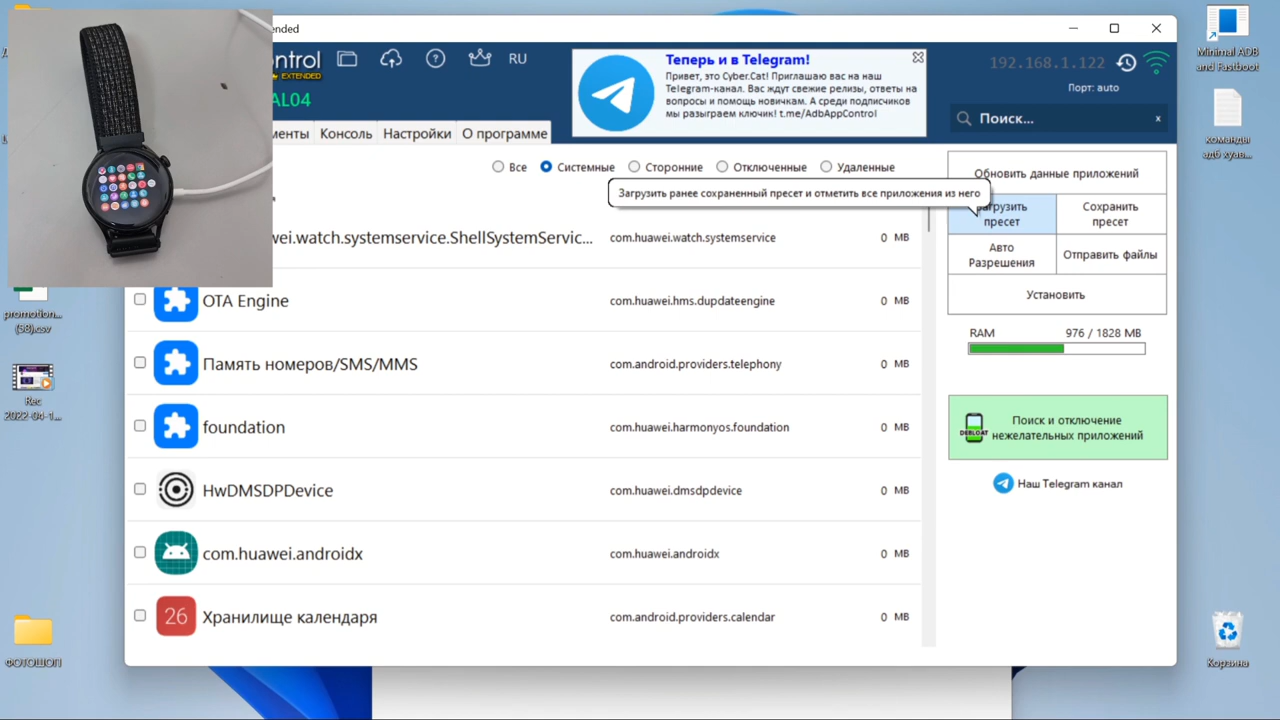 ended
ntrol
EXTENDED
RU
AL04
Теперь и в Telegram!
Привет, это Cyber.Cat! Приглашаю вас на наш
Telegram-канал. Вас ждут свежие релизы, ответы на
вопросы и помощь новичкам. А среди подписчиков
мы разыграем ключик! t.me/AdbAppControl
192.168.1.122
Порт: auto
Поиск...
x
менты
Консоль
Настройки
О программе
Все
Системные
Сторонние
Отключенные
Удаленные
Загрузить ранее сохраненный пресет и отметить все приложения из него
Обновить данные приложений
агрузить
пресет
Сохранить
пресет
Авто
Разрешения
Отправить файлы
Установить
RAM
976 / 1828 MB
DEBLOAT
Поиск и отключение
нежелательных приложений
Наш Telegram канал
wei.watch.systemservice.ShellSystemServic...
com.huawei.watch.systemservice
0 MB
OTA Engine
com.huawei.hms.dupdateengine
0 MB
Память номеров/SMS/MMS
com.android.providers.telephony
0 MB
foundation
com.huawei.harmonyos.foundation
0 MB
HwDMSDPDevice
com.huawei.dmsdpdevice
0 MB
com.huawei.androidx
com.huawei.androidx
0 MB
26
Хранилище календаря
com.android.providers.calendar
0 MB
promotion...
(58).csv
Rec
2022-04-1...
ФОТОШОП
Minimal ADB
and Fastboot
команды
адб хуав...
Корзина